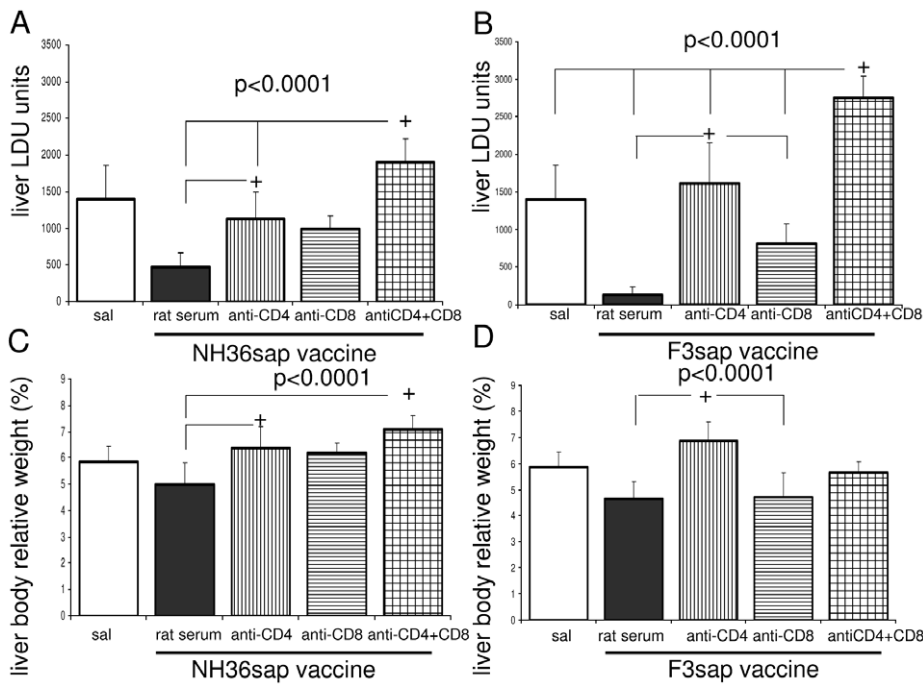 A
3500
3000
2500
2000
1500
1000
500
0
liver LDU units
p<0.0001
+
+
sal
rat serum
anti-CD4
anti-CD8
antiCD4+CD8
NH36sap vaccine
B
3500
3000
2500
2000
1500
1000
500
0
liver LDU units
p<0.0001
+
+
sal
rat serum
anti-CD4
anti-CD8
antiCD4+CD8
F3sap vaccine
C
9
8
7
6
5
4
3
2
1
0
liver body relative weight (%)
p<0.0001
+
+
sal
rat serum
anti-CD4
anti-CD8
anti-CD4+CD8
NH36sap vaccine
D
9
8
7
6
5
4
3
2
1
0
liver body relative weight (%)
p<0.0001
+
sal
rat serum
anti-CD4
anti-CD8
antiCD4+CD8
F3sap vaccine